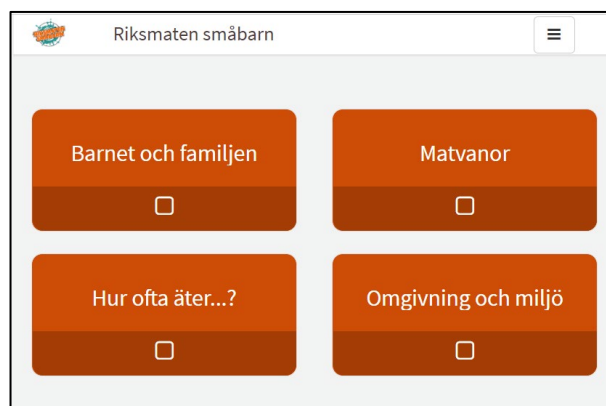 Riksmaten småbarn
Barnet och familjen
Matvanor
Hur ofta äter...?
Omgivning och miljö